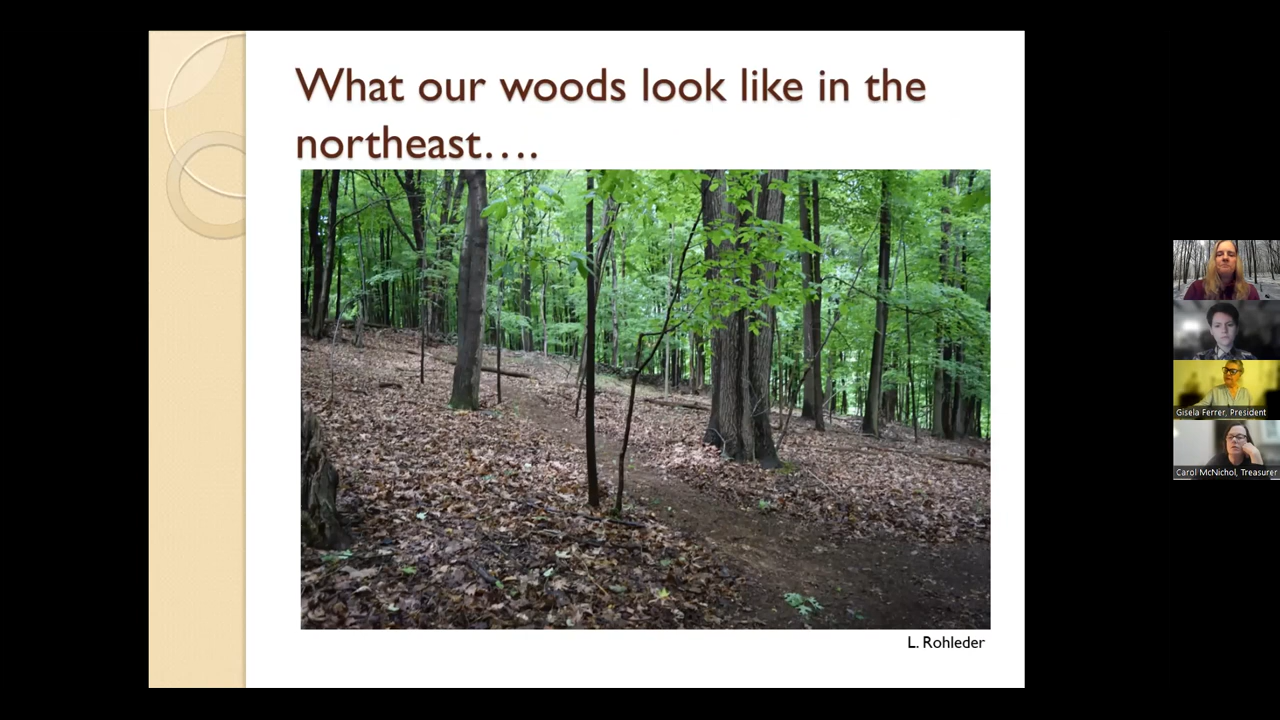 What our woods look like in the
northeast....
L. Rohleder
Gisela Ferrer, President
Carol McNichol, Treasurer